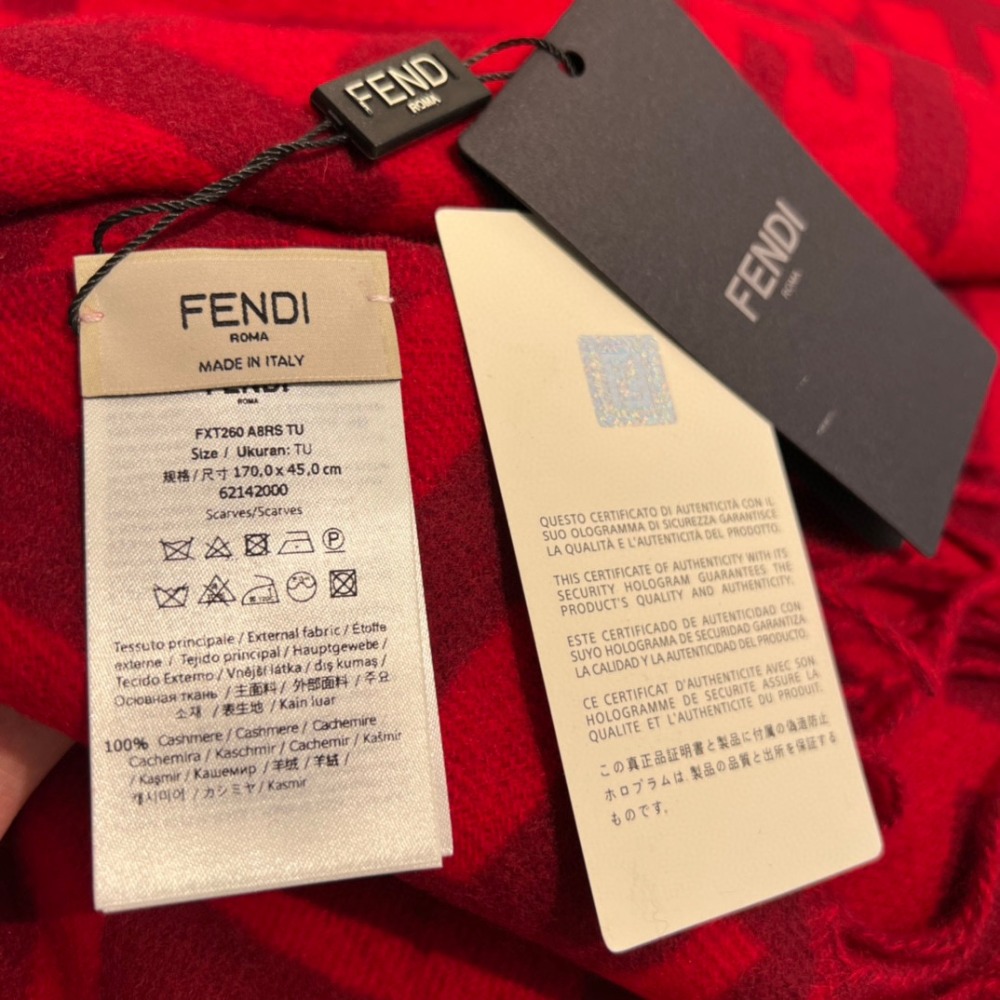 FEND
ROMA
FENDI
ROMA
FENDI
ROMA
MADE IN ITALY
FENDI
ROMA
FXT260 A8RS TU
Size / Ukuran: TU
规格/尺寸 170,0 x 45,0 cm
62142000
Scarves/Scarves
Tessuto principale / External fabric / Étoffe
externe / Tejido principal / Hauptgewebe /
Tecido Externo / Vnější látka / dış kumaş /
Основная ткань / 主面料 / 外部面料 / 주요
소재 / 表生地 / Kain luar
100% Cashmere / Cashmere / Cachemire
Cachemira / Kaschmir / Cachemir / Kašmír
/ Kaşmir / Кашемир / 羊绒 / 羊絨 /
캐시미어 / カシミヤ / Kasmir
QUESTO CERTIFICATO DI AUTENTICITÀ CON IL
SUO OLOGRAMMA DI SICUREZZA GARANTISCE
LA QUALITÀ E L'AUTENTICITÀ DEL PRODOTTO.
THIS CERTIFICATE OF AUTHENTICITY WITH ITS
SECURITY HOLOGRAM GUARANTEES THE
PRODUCT'S QUALITY AND AUTHENTICITY.
ESTE CERTIFICADO DE AUTENTICIDAD CON
SUYO HOLOGRAMA DE SEGURIDAD GARANTIZA
LA CALIDAD Y LA AUTENTICIDAD DEL PRODUCTO.
CE CERTIFICAT D'AUTHENTICITE AVEC SON
HOLOGRAMME DE SECURITE ASSURE LA
QUALITE ET L'AUTHENTICITE DU PRODUIT.
この真正品証明書と製品に付属の偽造防止
ホログラムは、製品の品質と出所を保証する
ものです。